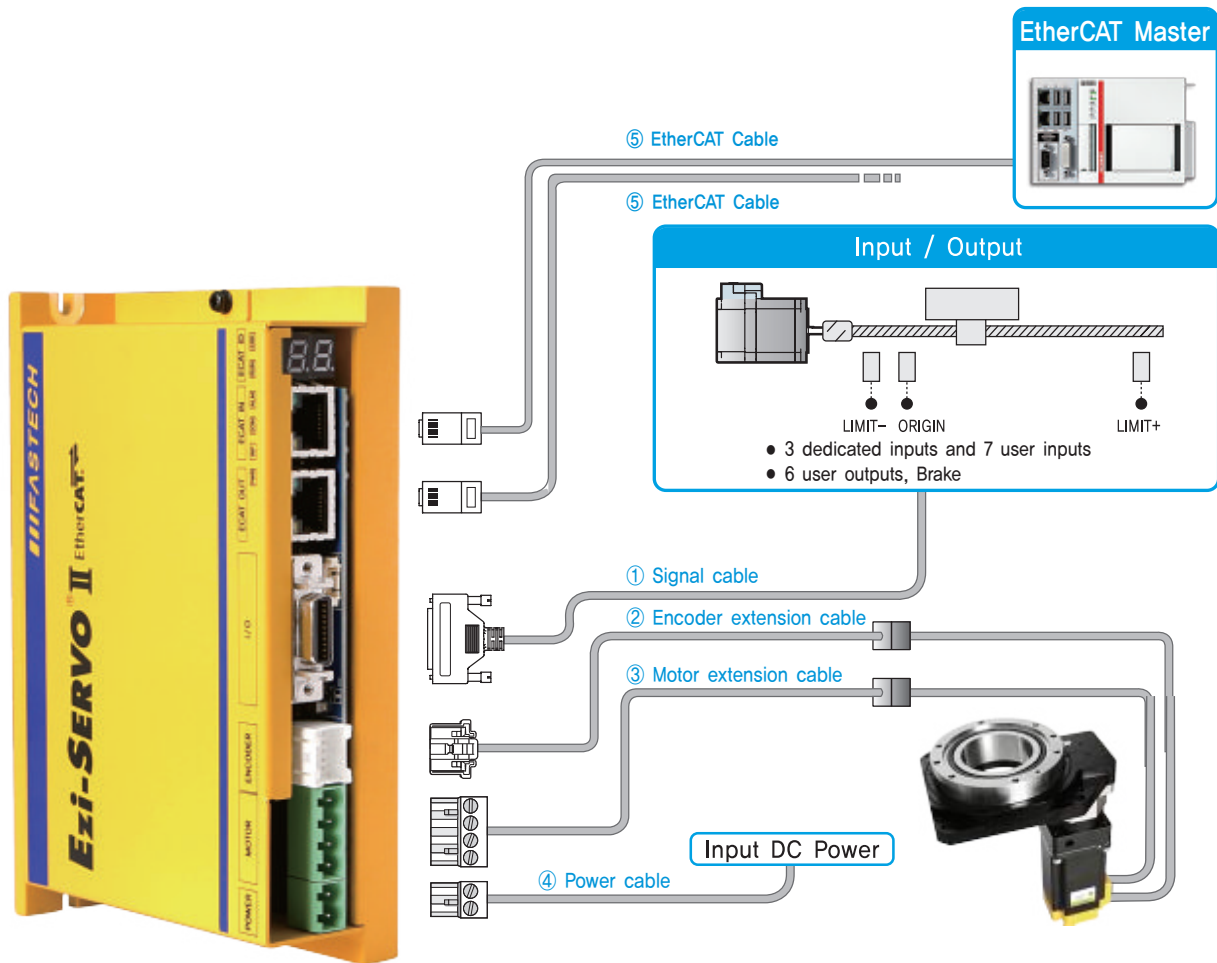 EtherCAT Master
⑤ EtherCAT Cable
⑤ EtherCAT Cable
Input / Output
LIMIT- ORIGIN LIMIT+
● 3 dedicated inputs and 7 user inputs
● 6 user outputs, Brake
① Signal cable
② Encoder extension cable
③ Motor extension cable
Input DC Power
④ Power cable
FASTECH
Ezi-SERVO® II EtherCAT
ECAT ID
ECAT IN
ECAT OUT
I/O
ENCODER
MOTOR
POWER
8.8.